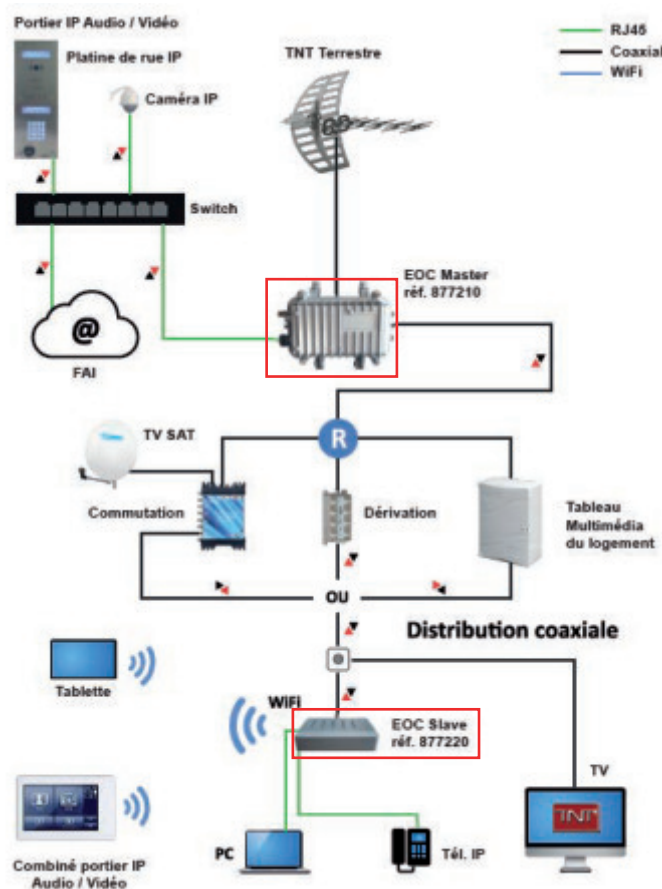 Portier IP Audio / Vidéo
Platine de rue IP
Caméra IP
TNT Terrestre
RJ45
Coaxial
WiFi
Switch
EOC Master
réf. 877210
@
FAI
R
TV SAT
Commutation
Dérivation
Tableau
Multimédia
du logement
OU
Distribution coaxiale
Tablette
WiFi
EOC Slave
réf. 877220
TV
TNT
PC
Tél. IP
Combiné portier IP
Audio / Vidéo